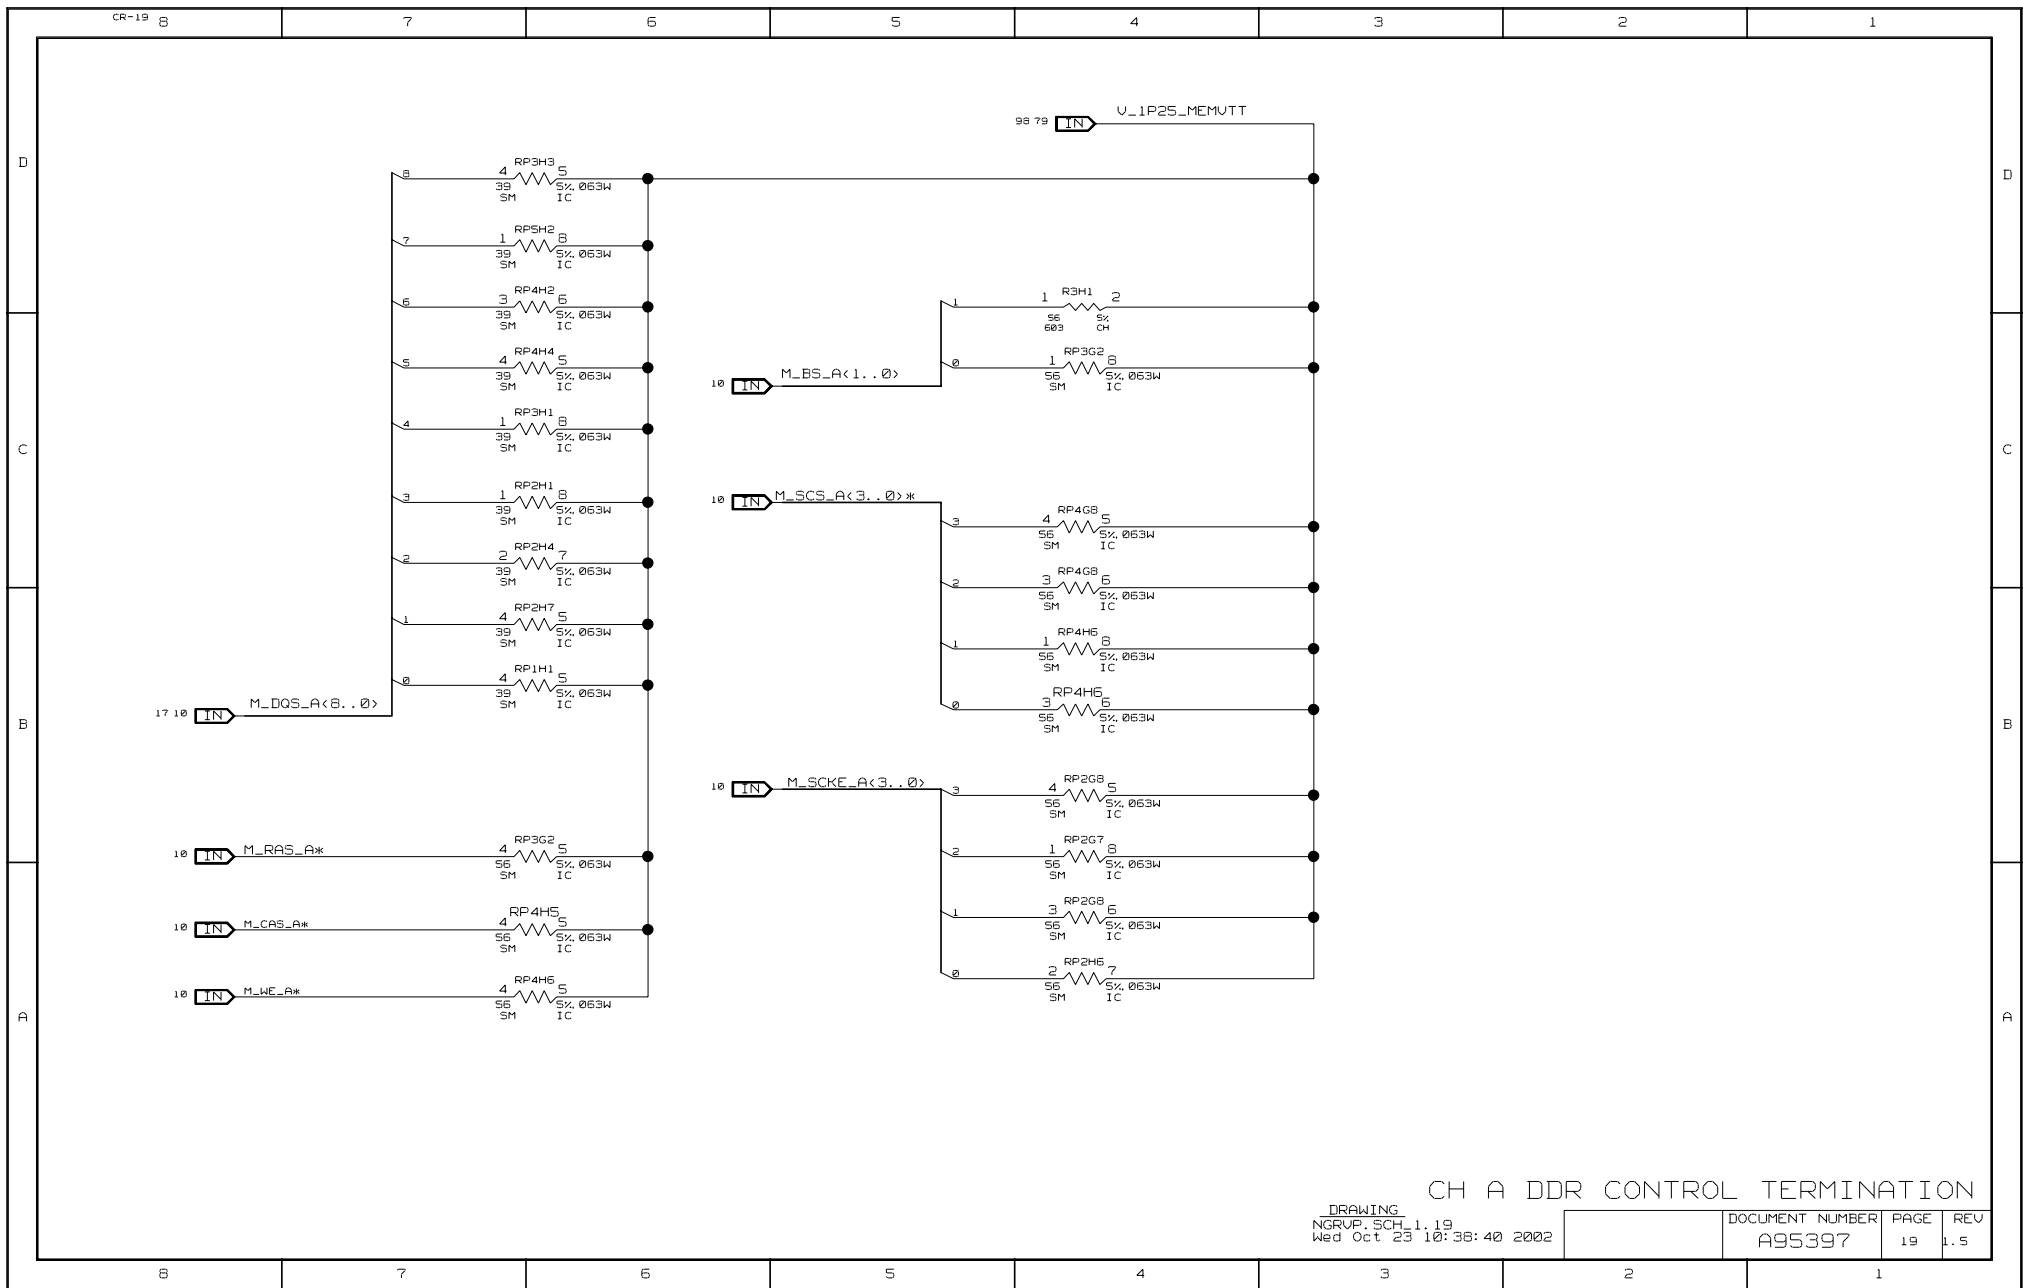 CR-19 8 7 6 5 4 3 2 1
98 79 IN V_1P25_MEMVTT
D D
RP3H3
8 4 5
39 5%,.063W
SM IC
RP5H2
7 1 8
39 5%,.063W
SM IC
RP4H2
6 3 6
39 5%,.063W
SM IC
RP4H4
5 4 5
39 5%,.063W
SM IC
RP3H1
4 1 8
39 5%,.063W
SM IC
C C
RP2H1
3 1 8
39 5%,.063W
SM IC
RP2H4
2 2 7
39 5%,.063W
SM IC
RP2H7
1 4 5
39 5%,.063W
SM IC
RP1H1
0 4 5
39 5%,.063W
SM IC
17 10 IN M_DQS_A<8..0>
B B
RP3G2
10 IN M_RAS_A* 4 5
56 5%,.063W
SM IC
RP4H5
10 IN M_CAS_A* 4 5
56 5%,.063W
SM IC
RP4H6
10 IN M_WE_A* 4 5
56 5%,.063W
SM IC
A A
R3H1
1 1 2
56 5%
603 CH
RP3G2
0 1 8
56 5%,.063W
SM IC
10 IN M_BS_A<1..0>
10 IN M_SCS_A<3..0>*
RP4G8
3 4 5
56 5%,.063W
SM IC
RP4G8
2 3 6
56 5%,.063W
SM IC
RP4H6
1 1 8
56 5%,.063W
SM IC
RP4H6
0 3 6
56 5%,.063W
SM IC
10 IN M_SCKE_A<3..0>
RP2G8
3 4 5
56 5%,.063W
SM IC
RP2G7
2 1 8
56 5%,.063W
SM IC
RP2G8
1 3 6
56 5%,.063W
SM IC
RP2H6
0 2 7
56 5%,.063W
SM IC
CH A DDR CONTROL TERMINATION
DRAWING
NGRVP.SCH_1.19
Wed Oct 23 10:38:40 2002
DOCUMENT NUMBER PAGE REV
A95397 19 1.5
8 7 6 5 4 3 2 1